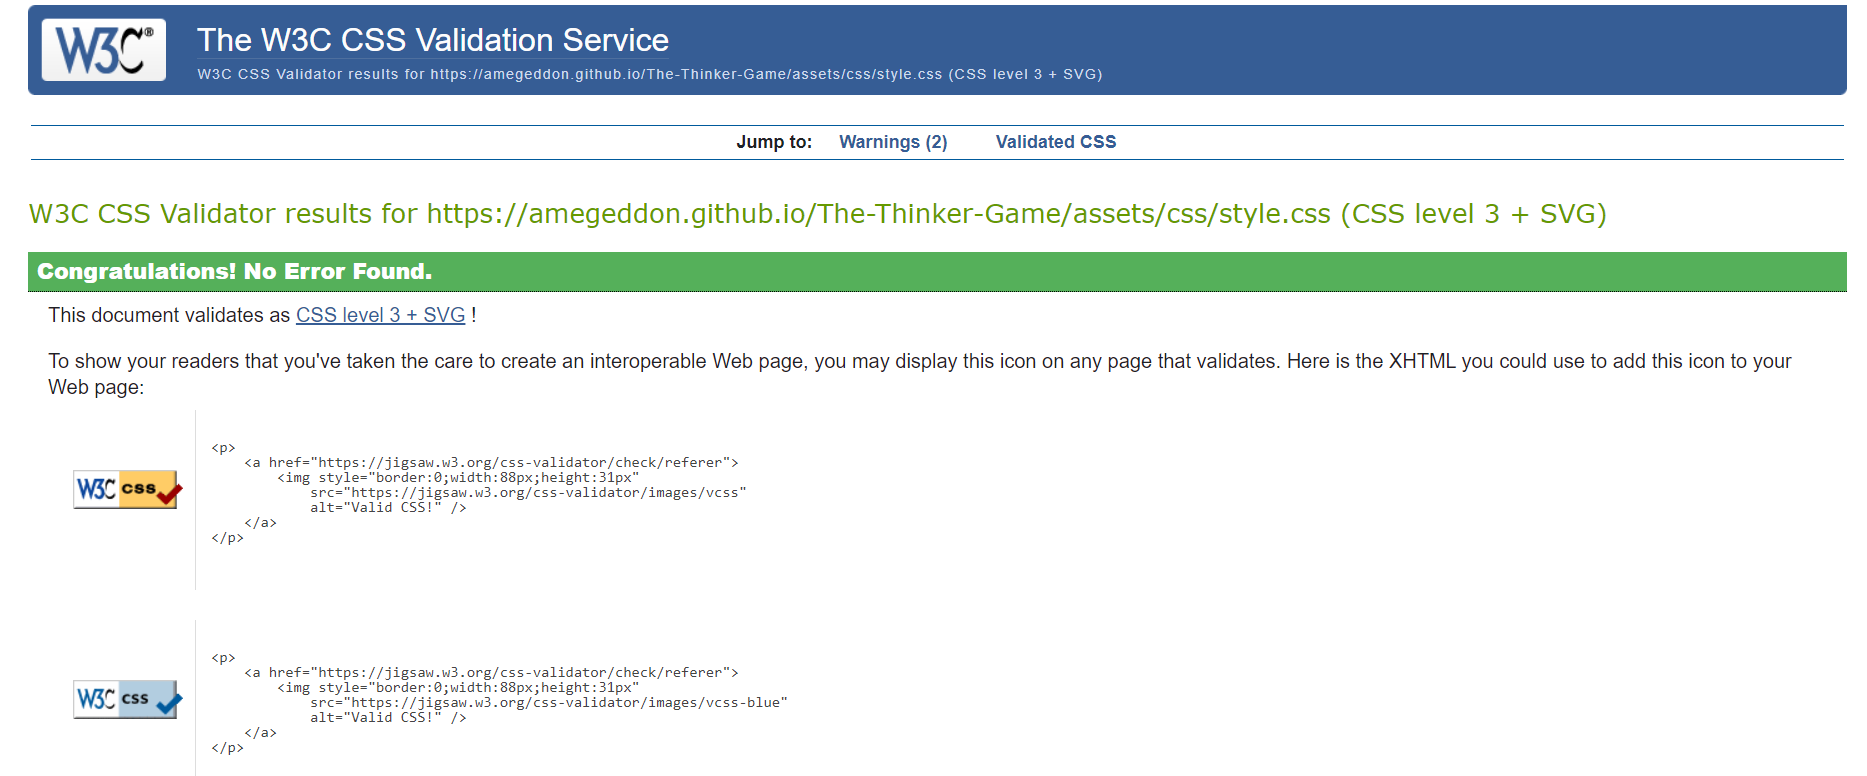 W3C®
The W3C CSS Validation Service
W3C CSS Validator results for https://amegeddon.github.io/The-Thinker-Game/assets/css/style.css (CSS level 3 + SVG)
Jump to: Warnings (2) Validated CSS
W3C CSS Validator results for https://amegeddon.github.io/The-Thinker-Game/assets/css/style.css (CSS level 3 + SVG)
Congratulations! No Error Found.
This document validates as CSS level 3 + SVG !
To show your readers that you've taken the care to create an interoperable Web page, you may display this icon on any page that validates. Here is the XHTML you could use to add this icon to your
Web page:
W3C css
<p>
<a href="https://jigsaw.w3.org/css-validator/check/referer">
<img style="border:0;width:88px;height:31px"
src="https://jigsaw.w3.org/css-validator/images/vcss"
alt="Valid CSS!" />
</a>
</p>
W3C css
<p>
<a href="https://jigsaw.w3.org/css-validator/check/referer">
<img style="border:0;width:88px;height:31px"
src="https://jigsaw.w3.org/css-validator/images/vcss-blue"
alt="Valid CSS!" />
</a>
</p>